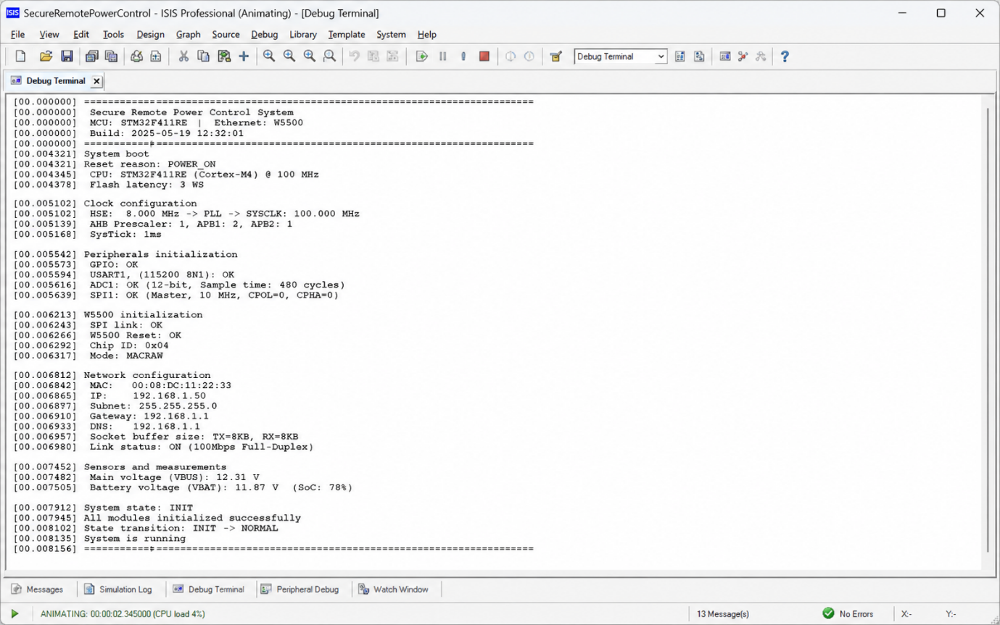 ISIS SecureRemotePowerControl - ISIS Professional (Animating) - [Debug Terminal]
File View Edit Tools Design Graph Source Debug Library Template System Help
Debug Terminal
Debug Terminal
[00.000000] ==========================================================================
[00.000000] Secure Remote Power Control System
[00.000000] MCU: STM32F411RE | Ethernet: W5500
[00.000000] Build: 2025-05-19 12:32:01
[00.000000] ==========================================================================
[00.004321] System boot
[00.004321] Reset reason: POWER_ON
[00.004345] CPU: STM32F411RE (Cortex-M4) @ 100 MHz
[00.004378] Flash latency: 3 WS
[00.005102] Clock configuration
[00.005102] HSE: 8.000 MHz -> PLL -> SYSCLK: 100.000 MHz
[00.005139] AHB Prescaler: 1, APB1: 2, APB2: 1
[00.005168] SysTick: 1ms
[00.005542] Peripherals initialization
[00.005573] GPIO: OK
[00.005594] USART1, (115200 8N1): OK
[00.005616] ADC1: OK (12-bit, Sample time: 480 cycles)
[00.005639] SPI1: OK (Master, 10 MHz, CPOL=0, CPHA=0)
[00.006213] W5500 initialization
[00.006243] SPI link: OK
[00.006266] W5500 Reset: OK
[00.006292] Chip ID: 0x04
[00.006317] Mode: MACRAW
[00.006812] Network configuration
[00.006842] MAC: 00:08:DC:11:22:33
[00.006865] IP: 192.168.1.50
[00.006897] Subnet: 255.255.255.0
[00.006910] Gateway: 192.168.1.1
[00.006933] DNS: 192.168.1.1
[00.006957] Socket buffer size: TX=8KB, RX=8KB
[00.006980] Link status: ON (100Mbps Full-Duplex)
[00.007452] Sensors and measurements
[00.007482] Main voltage (VBUS): 12.31 V
[00.007505] Battery voltage (VBAT): 11.87 V (SoC: 78%)
[00.007912] System state: INIT
[00.007945] All modules initialized successfully
[00.008102] State transition: INIT -> NORMAL
[00.008135] System is running
[00.008156] ==========================================================================
Messages Simulation Log Debug Terminal Peripheral Debug Watch Window
ANIMATING: 00:00:02.345000 (CPU load 4%) 13 Message(s) No Errors X:- Y:-